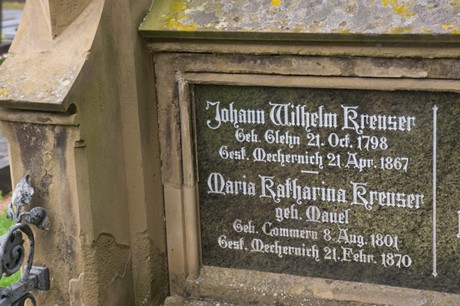 Johann Wilhelm Kreuser
Geb. Glehn 21. Oct. 1798
Gest. Mechernich 21. Apr. 1867
Maria Katharina Kreuser
geb. Mauel
Geb. Commern 8. Aug. 1801
Gest. Mechernich 21. Febr. 1870